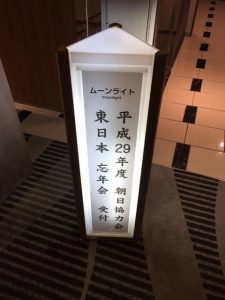 ムーンライト
moonlight
平成29年度 朝日協力会
東日本 忘年会 受付